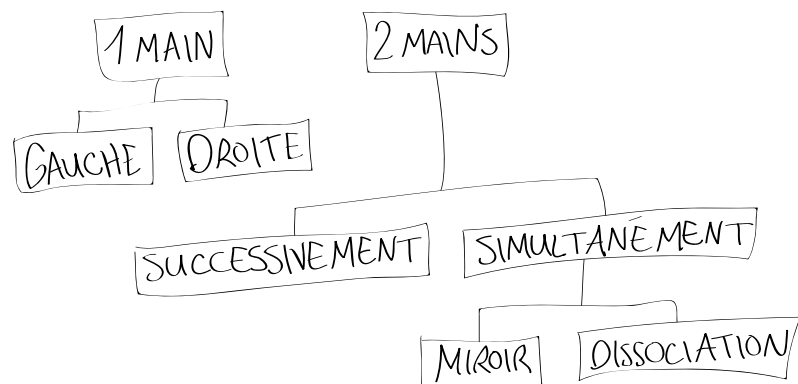 1 MAIN
2 MAINS
GAUCHE
DROITE
SUCCESSIVEMENT
SIMULTANÉMENT
MIROIR
DISSOCIATION